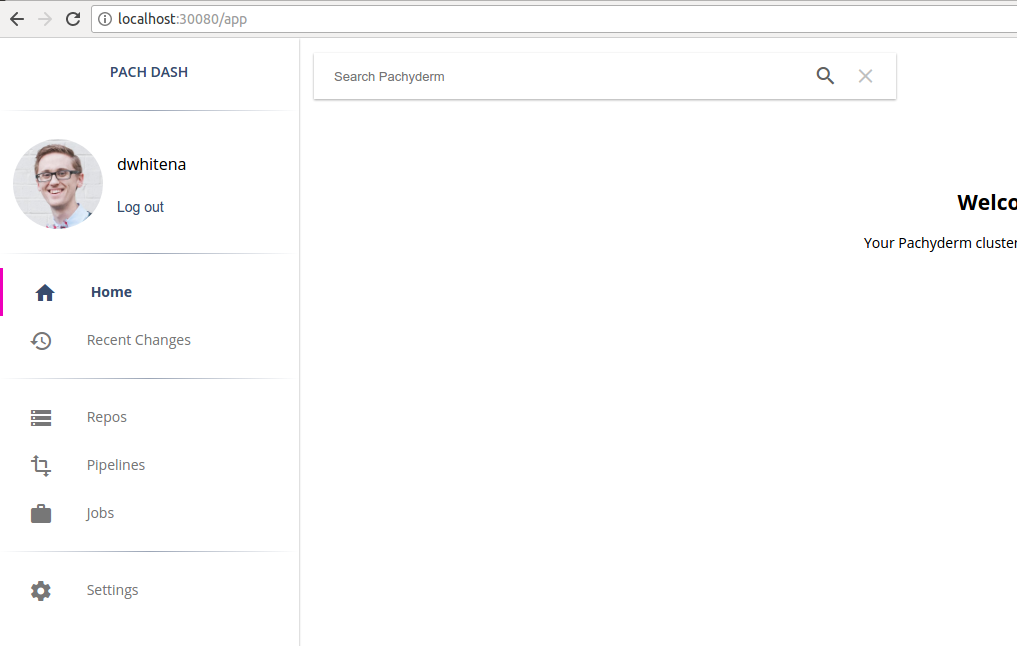 localhost:30080/app
PACH DASH
Search Pachyderm
dwhitena
Log out
Welco
Your Pachyderm cluster
Home
Recent Changes
Repos
Pipelines
Jobs
Settings